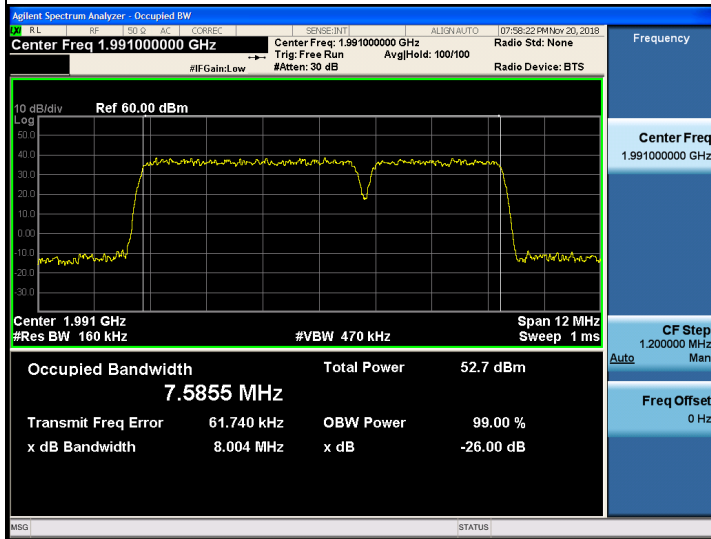 Agilent Spectrum Analyzer - Occupied BW
RL RF 50 Ω AC CORREC SENSE:INT ALIGN AUTO 07:58:22 PM Nov 20, 2018
Center Freq 1.991000000 GHz
Center Freq: 1.991000000 GHz
Radio Std: None
Trig: Free Run
Avg|Hold: 100/100
#IFGain:Low
#Atten: 30 dB
Radio Device: BTS
10 dB/div
Ref 60.00 dBm
Log
50.0
40.0
30.0
20.0
10.0
0.00
-10.0
-20.0
-30.0
Center 1.991 GHz
Span 12 MHz
#Res BW 160 kHz
#VBW 470 kHz
Sweep 1 ms
Occupied Bandwidth
Total Power 52.7 dBm
7.5855 MHz
Transmit Freq Error 61.740 kHz
OBW Power 99.00 %
x dB Bandwidth 8.004 MHz
x dB -26.00 dB
MSG
STATUS
Frequency
Center Freq
1.991000000 GHz
CF Step
1.200000 MHz
Auto Man
Freq Offset
0 Hz